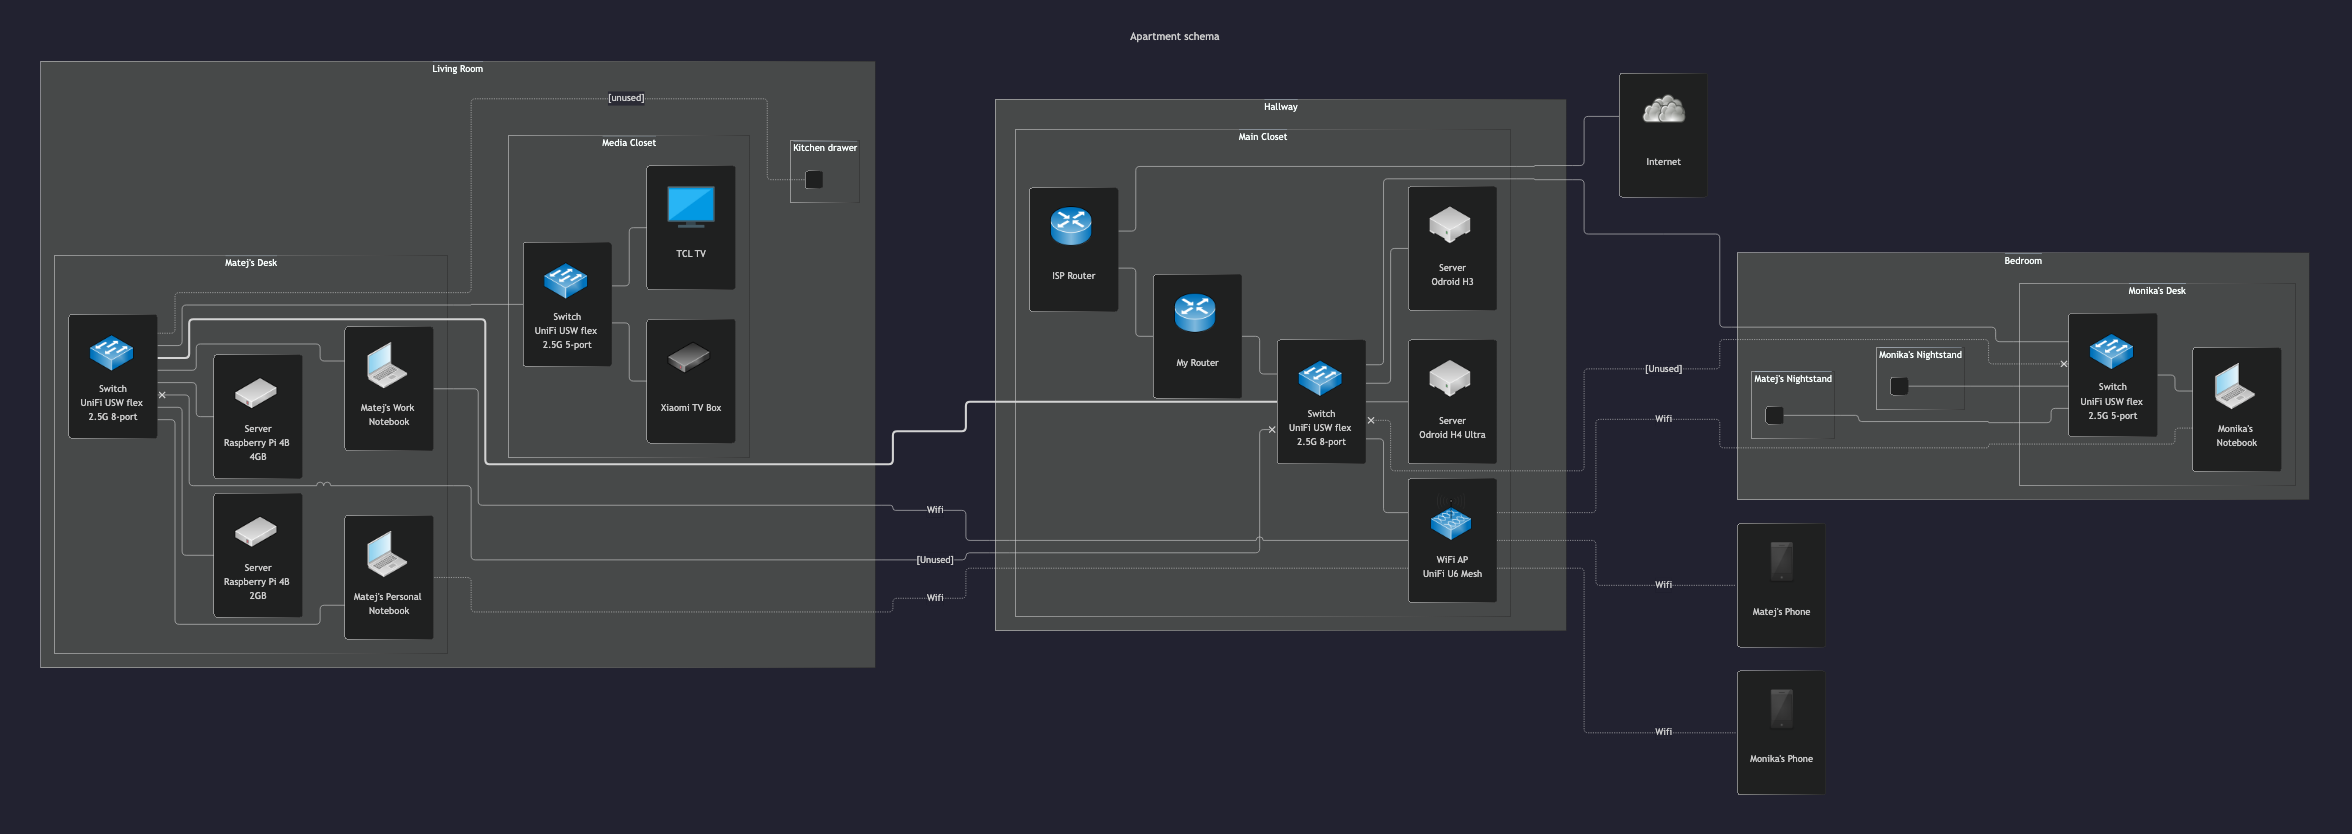 Apartment schema
Living Room
[unused]
Media Closet
Kitchen drawer
TCL TV
Matej's Desk
Switch
UniFi USW flex
2.5G 5-port
Switch
UniFi USW flex
2.5G 8-port
Matej's Work
Notebook
Xiaomi TV Box
Server
Raspberry Pi 4B
4GB
Server
Raspberry Pi 4B
2GB
Matej's Personal
Notebook
Wifi
[Unused]
Wifi
Hallway
Main Closet
ISP Router
Server
Odroid H3
My Router
Switch
UniFi USW flex
2.5G 8-port
Server
Odroid H4 Ultra
WiFi AP
UniFi U6 Mesh
Internet
[Unused]
Wifi
Wifi
Wifi
Bedroom
Monika's Desk
Monika's Nightstand
Matej's Nightstand
Switch
UniFi USW flex
2.5G 5-port
Monika's
Notebook
Matej's Phone
Monika's Phone